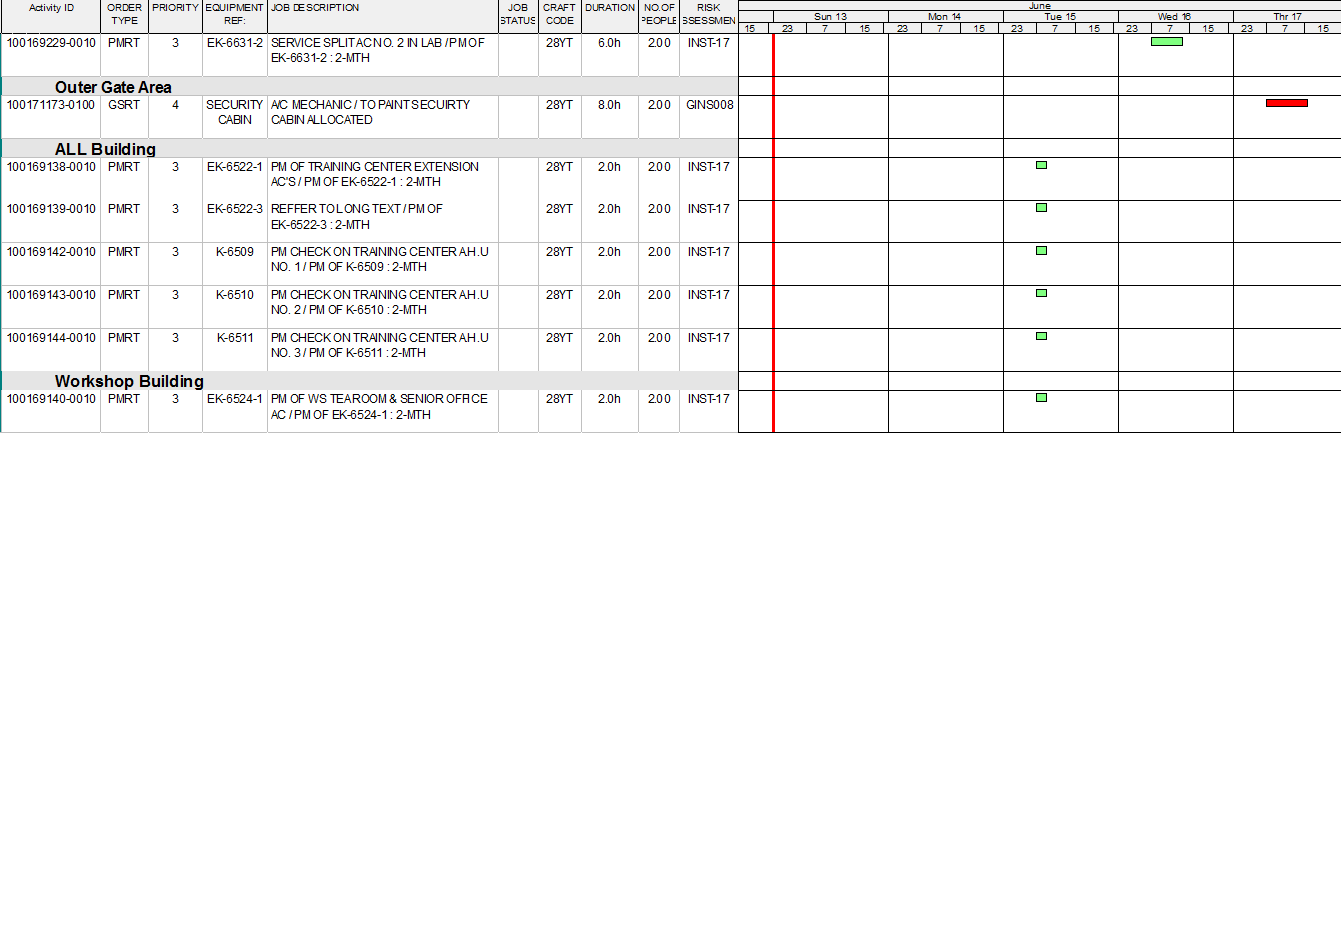 June
Activity ID ORDER TYPE PRIORITY EQUIPMENT REF: JOB DESCRIPTION JOB STATUS CRAFT CODE DURATION NO.OF PEOPLE RISK SSESSMEN Sun 13 Mon 14 Tue 15 Wed 16 Thr 17
15 23 7 15 23 7 15 23 7 15 23 7 15 23 7 15
100169229-0010 PMRT 3 EK-6631-2 SERVICE SPLIT AC NO. 2 IN LAB / PM OF 28YT 6.0h 2.00 INST-17
EK-6631-2 : 2-MTH
Outer Gate Area
100171173-0100 GSRT 4 SECURITY A/C MECHANIC / TO PAINT SECUIRTY 28YT 8.0h 2.00 GINS008
CABIN CABIN ALLOCATED
ALL Building
100169138-0010 PMRT 3 EK-6522-1 PM OF TRAINING CENTER EXTENSION 28YT 2.0h 2.00 INST-17
AC'S / PM OF EK-6522-1 : 2-MTH
100169139-0010 PMRT 3 EK-6522-3 REFFER TO LONG TEXT / PM OF 28YT 2.0h 2.00 INST-17
EK-6522-3 : 2-MTH
100169142-0010 PMRT 3 K-6509 PM CHECK ON TRAINING CENTER A.H.U 28YT 2.0h 2.00 INST-17
NO. 1 / PM OF K-6509 : 2-MTH
100169143-0010 PMRT 3 K-6510 PM CHECK ON TRAINING CENTER A.H.U 28YT 2.0h 2.00 INST-17
NO. 2 / PM OF K-6510 : 2-MTH
100169144-0010 PMRT 3 K-6511 PM CHECK ON TRAINING CENTER A.H.U 28YT 2.0h 2.00 INST-17
NO. 3 / PM OF K-6511 : 2-MTH
Workshop Building
100169140-0010 PMRT 3 EK-6524-1 PM OF WS TEAROOM & SENIOR OFFICE 28YT 2.0h 2.00 INST-17
AC / PM OF EK-6524-1 : 2-MTH